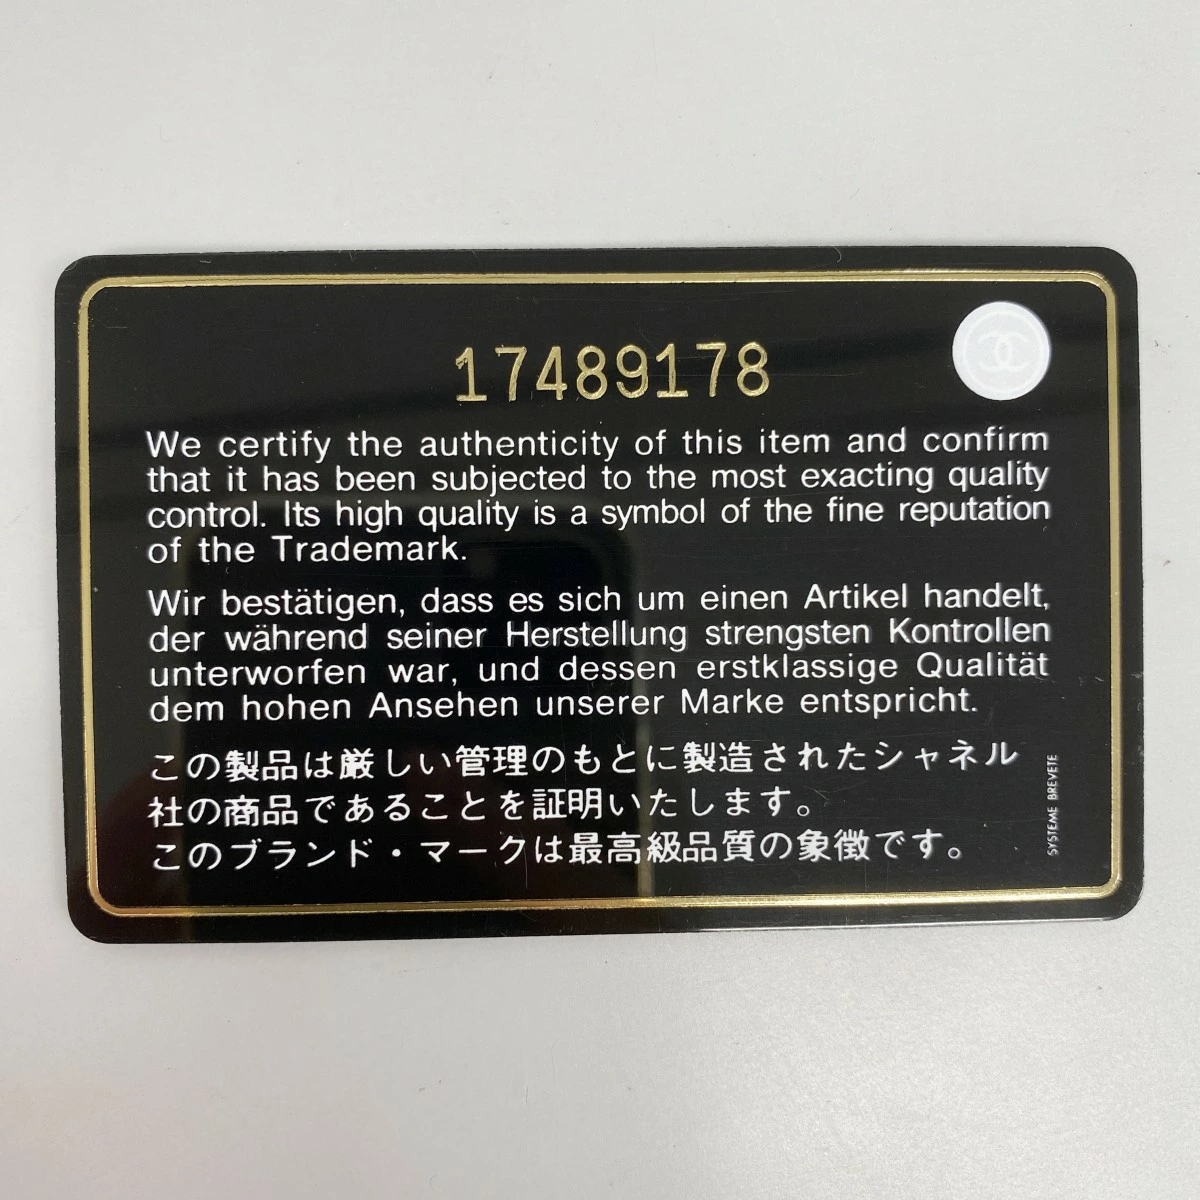 17489178
We certify the authenticity of this item and confirm
that it has been subjected to the most exacting quality
control. Its high quality is a symbol of the fine reputation
of the Trademark.
Wir bestätigen, dass es sich um einen Artikel handelt,
der während seiner Herstellung strengsten Kontrollen
unterworfen war, und dessen erstklassige Qualität
dem hohen Ansehen unserer Marke entspricht.
この製品は厳しい管理のもとに製造されたシャネル
社の商品であることを証明いたします。
このブランド・マークは最高級品質の象徴です。
SYSTEME BREVETE